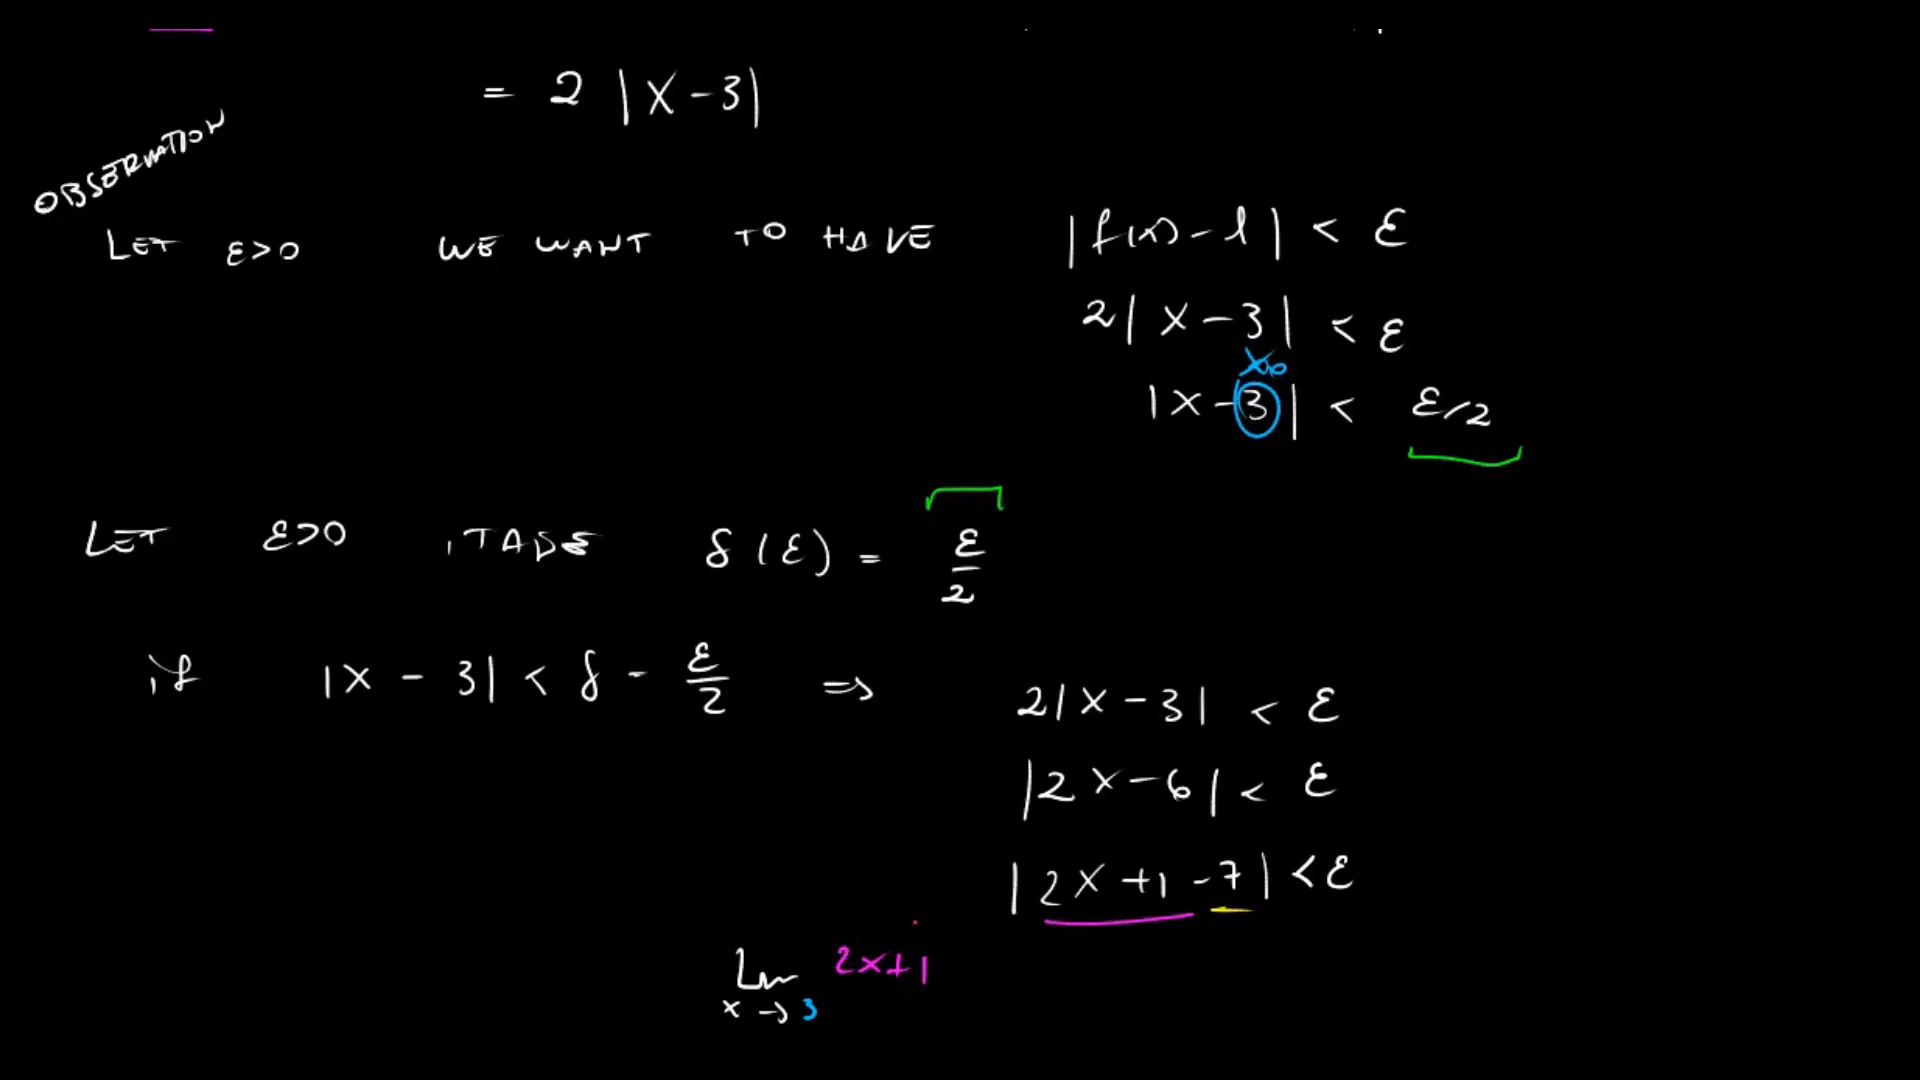 = 2 |x-3|
OBSERVATION
LET ε>0 WE WANT TO HAVE |f(x)-l| < ε
2|x-3| < ε
x₀
|x-3| < ε/2
LET ε>0, δ(ε) = ε/2
if |x-3| < δ - ε/2 => 2|x-3| < ε
|2x-6| < ε
|2x+1-7| < ε
Lim 2x+1
x → 3